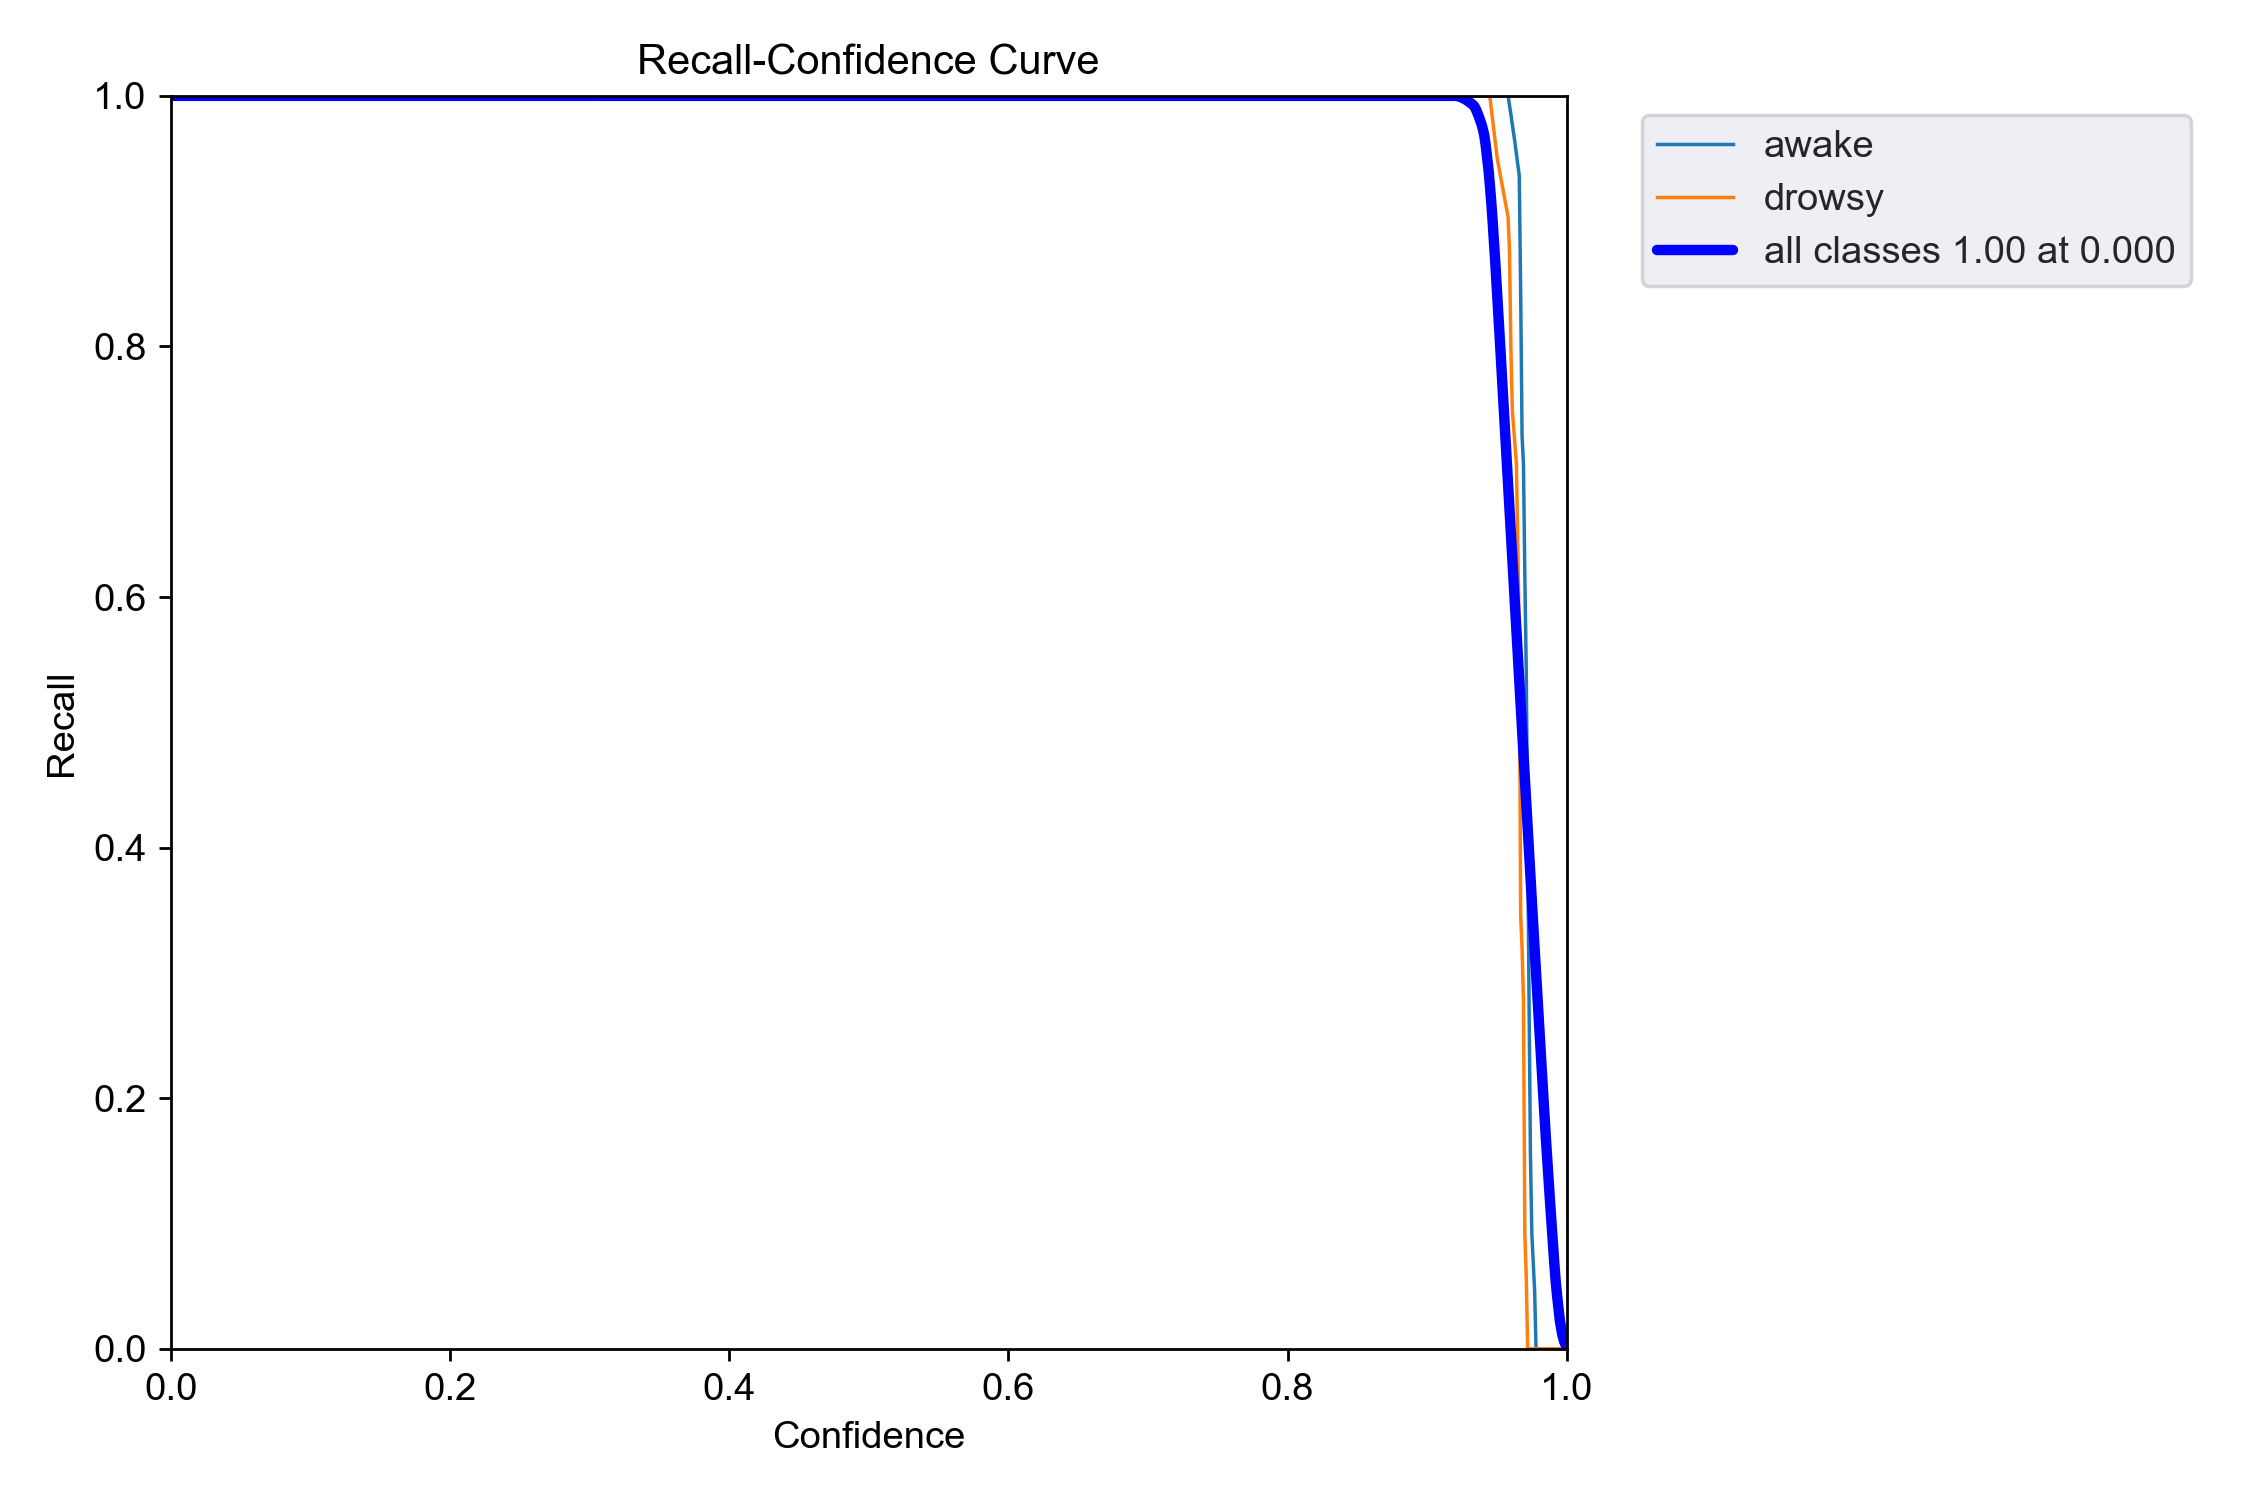 Recall-Confidence Curve
1.0
0.8
0.6
0.4
0.2
0.0
Recall
0.0 0.2 0.4 0.6 0.8 1.0
Confidence
awake
drowsy
all classes 1.00 at 0.000